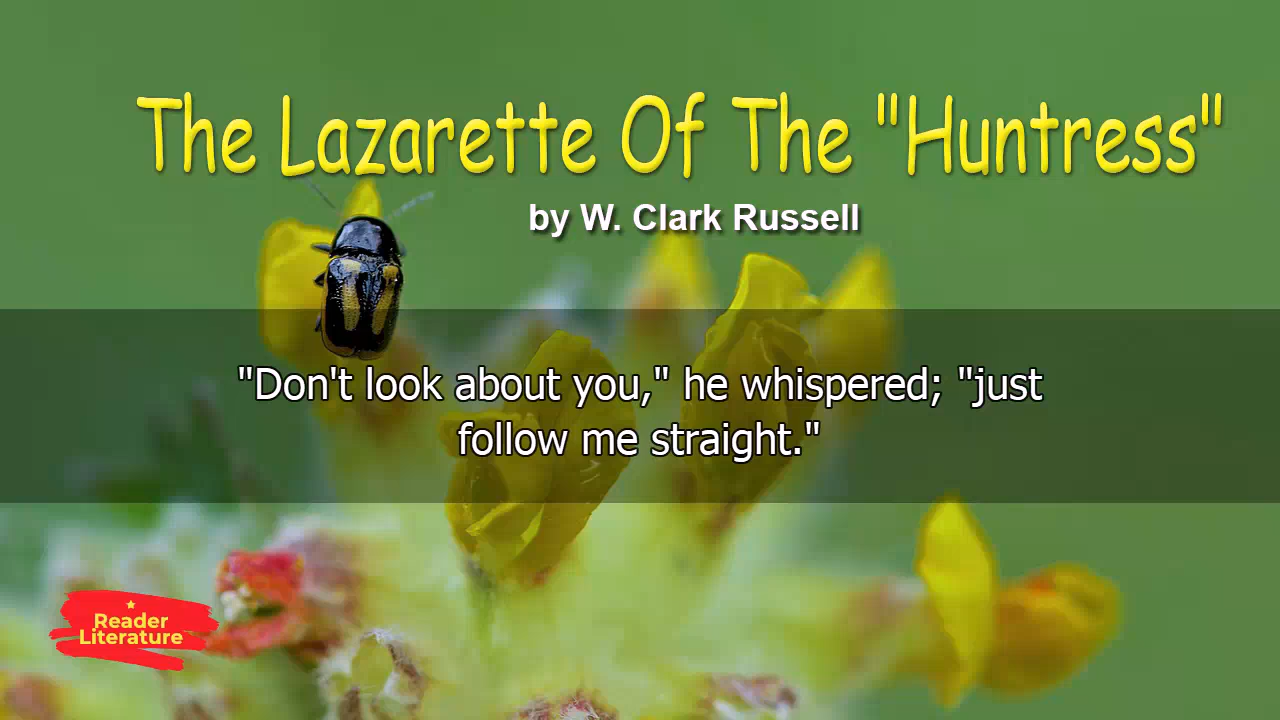 The Lazarette Of The "Huntress"
by W. Clark Russell
"Don't look about you," he whispered; "just
follow me straight."
Reader
Literature